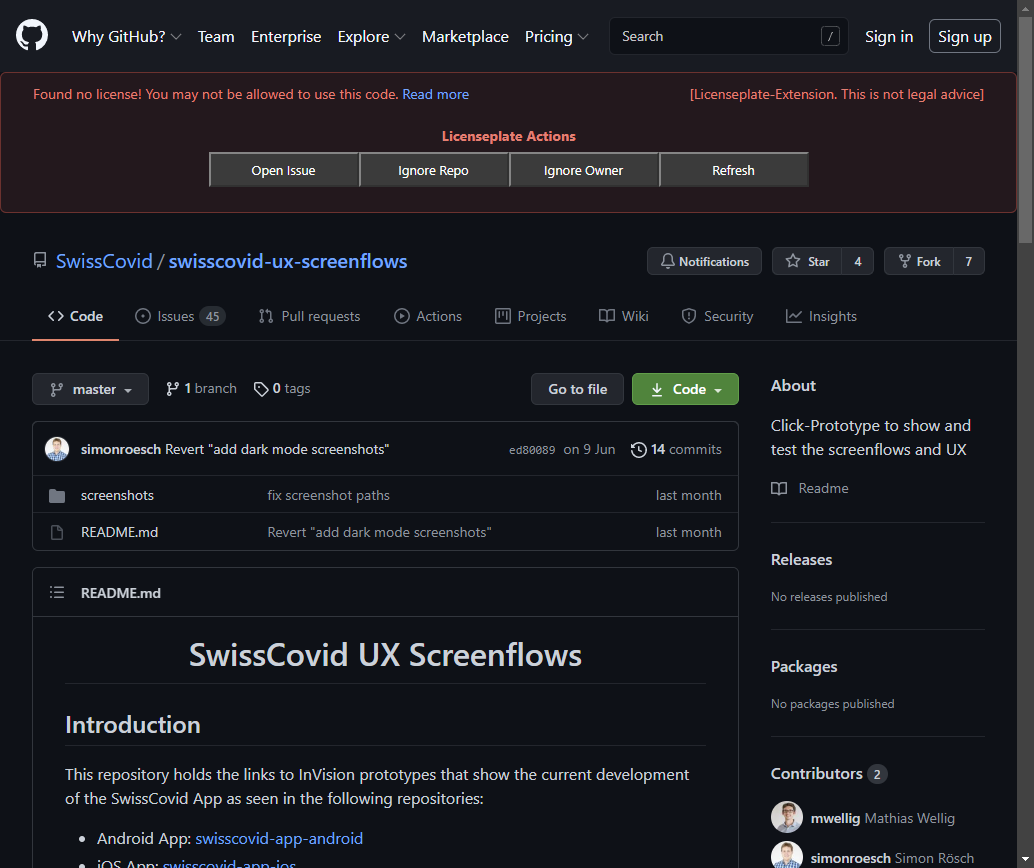 Why GitHub? Team Enterprise Explore Marketplace Pricing Search / Sign in Sign up
Found no license! You may not be allowed to use this code. Read more [Licenseplate-Extension. This is not legal advice]
Licenseplate Actions
Open Issue Ignore Repo Ignore Owner Refresh
SwissCovid / swisscovid-ux-screenflows Notifications Star 4 Fork 7
Code Issues 45 Pull requests Actions Projects Wiki Security Insights
master 1 branch 0 tags Go to file Code
simonroesch Revert "add dark mode screenshots" ed80089 on 9 Jun 14 commits
screenshots fix screenshot paths last month
README.md Revert "add dark mode screenshots" last month
README.md
SwissCovid UX Screenflows
Introduction
This repository holds the links to InVision prototypes that show the current development
of the SwissCovid App as seen in the following repositories:
Android App: swisscovid-app-android
iOS App: swisscovid-app-ios
About
Click-Prototype to show and
test the screenflows and UX
Readme
Releases
No releases published
Packages
No packages published
Contributors 2
mwellig Mathias Wellig
simonroesch Simon Rösch